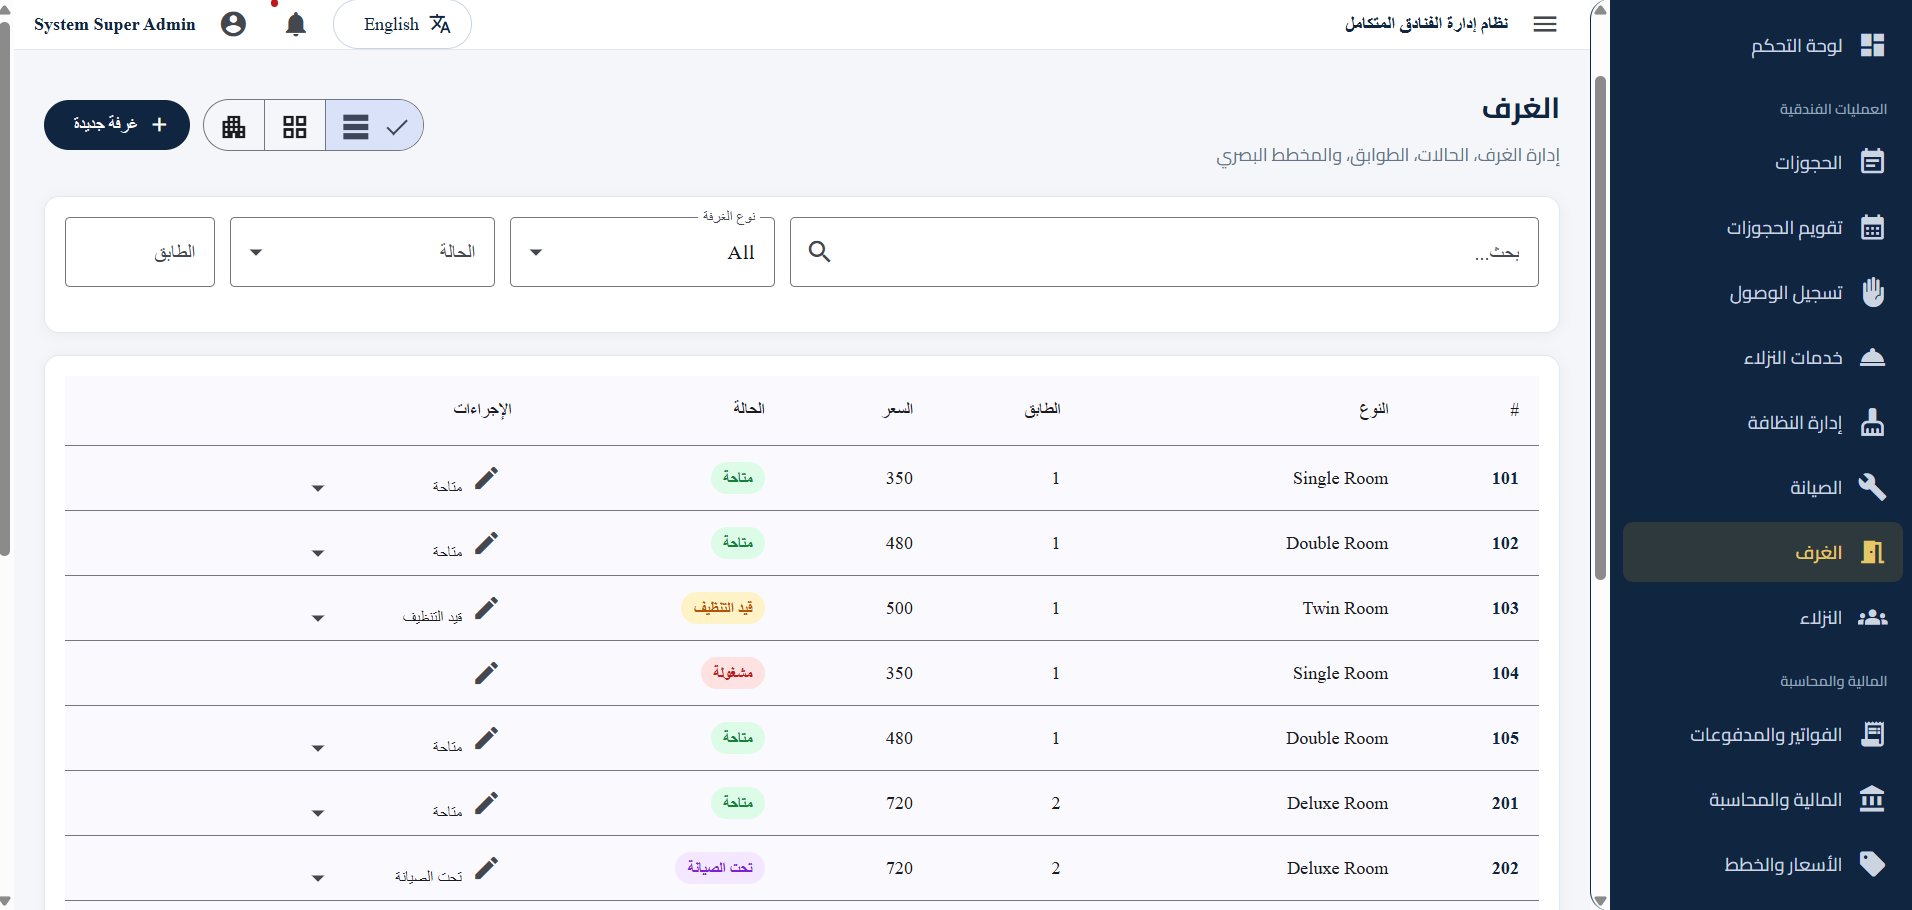 نظام إدارة الفنادق المتكامل
English
System Super Admin
لوحة التحكم
العمليات الفندقية
الحجوزات
تقويم الحجوزات
تسجيل الوصول
خدمات النزلاء
إدارة النظافة
الصيانة
الغرف
النزلاء
المالية والمحاسبة
الفواتير والمدفوعات
المالية والمحاسبة
الأسعار والخطط
الغرف
إدارة الغرف، الحالات، الطوابق، والمخطط البصري
+ غرفة جديدة
بحث...
نوع الغرفة
All
الحالة
الطابق
# النوع الطابق السعر الحالة الإجراءات
101 Single Room 1 350 متاحة متاحة
102 Double Room 1 480 متاحة متاحة
103 Twin Room 1 500 قيد التنظيف قيد التنظيف
104 Single Room 1 350 مشغولة
105 Double Room 1 480 متاحة متاحة
201 Deluxe Room 2 720 متاحة متاحة
202 Deluxe Room 2 720 تحت الصيانة تحت الصيانة